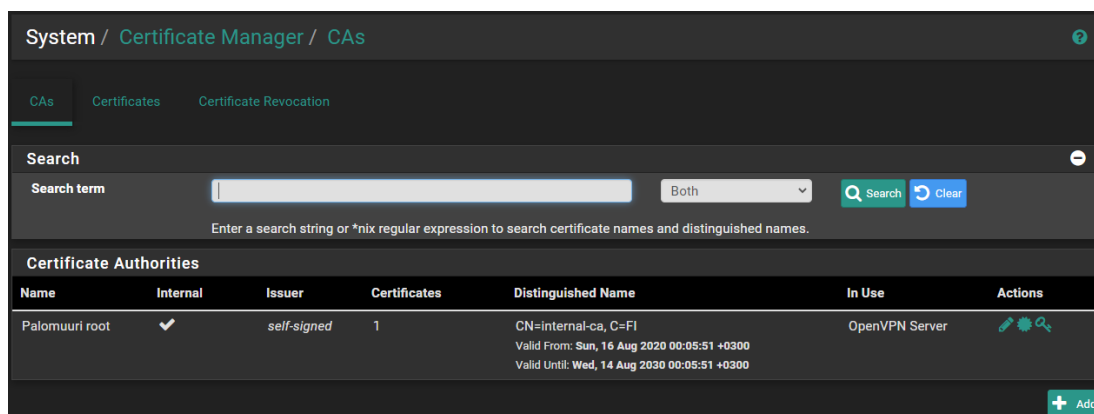 System / Certificate Manager / CAs
CAs Certificates Certificate Revocation
Search
Search term Both Search Clear
Enter a search string or *nix regular expression to search certificate names and distinguished names.
Certificate Authorities
Name Internal Issuer Certificates Distinguished Name In Use Actions
Palomuuri root self-signed 1 CN=internal-ca, C=FI OpenVPN Server
Valid From: Sun, 16 Aug 2020 00:05:51 +0300
Valid Until: Wed, 14 Aug 2030 00:05:51 +0300
Add